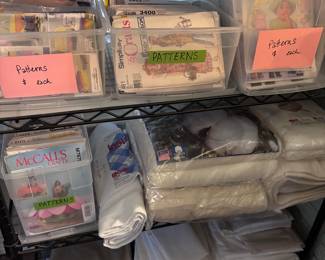 Patterns
$ each
Simplicity
3400
PATTERNS
Patterns
$ each
McCALL'S
PATTERNS